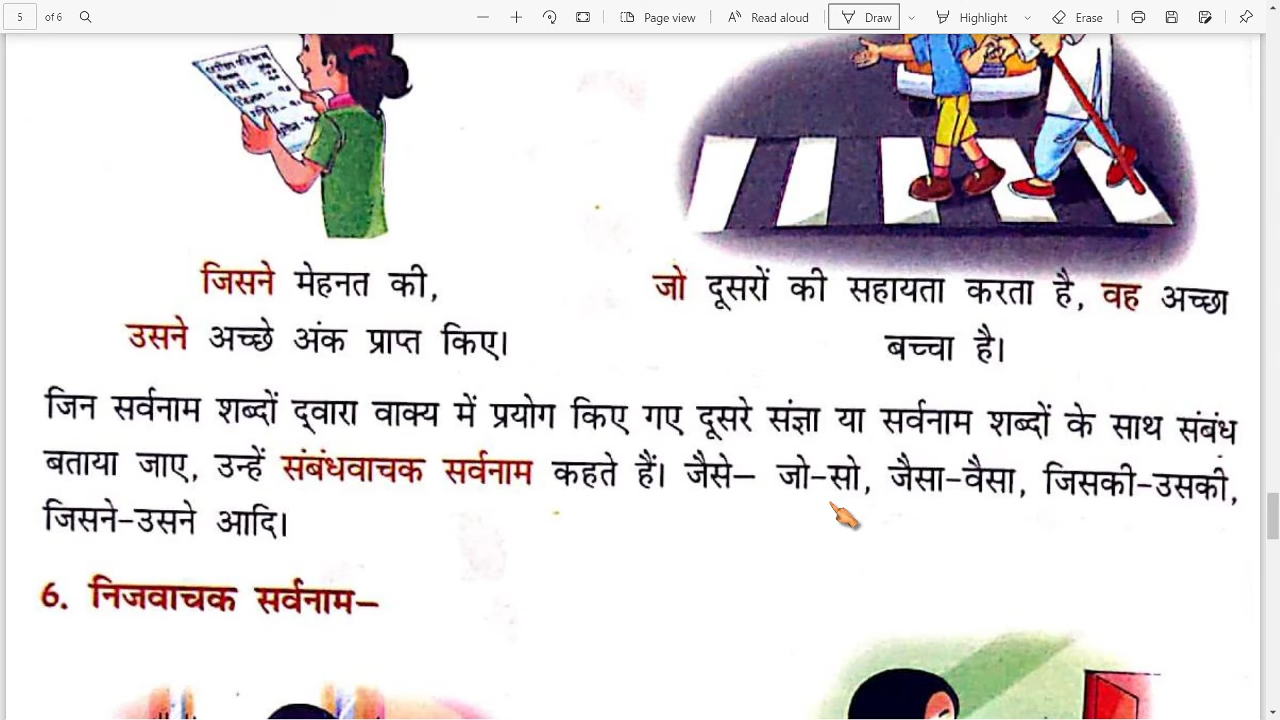 5 of 6 Page view Read aloud Draw Highlight Erase
जिसने मेहनत की,
उसने अच्छे अंक प्राप्त किए।
जो दूसरों की सहायता करता है, वह अच्छा
बच्चा है।
जिन सर्वनाम शब्दों द्वारा वाक्य में प्रयोग किए गए दूसरे संज्ञा या सर्वनाम शब्दों के साथ संबंध
बताया जाए, उन्हें संबंधवाचक सर्वनाम कहते हैं। जैसे– जो-सो, जैसा-वैसा, जिसकी-उसकी,
जिसने-उसने आदि।
6. निजवाचक सर्वनाम–